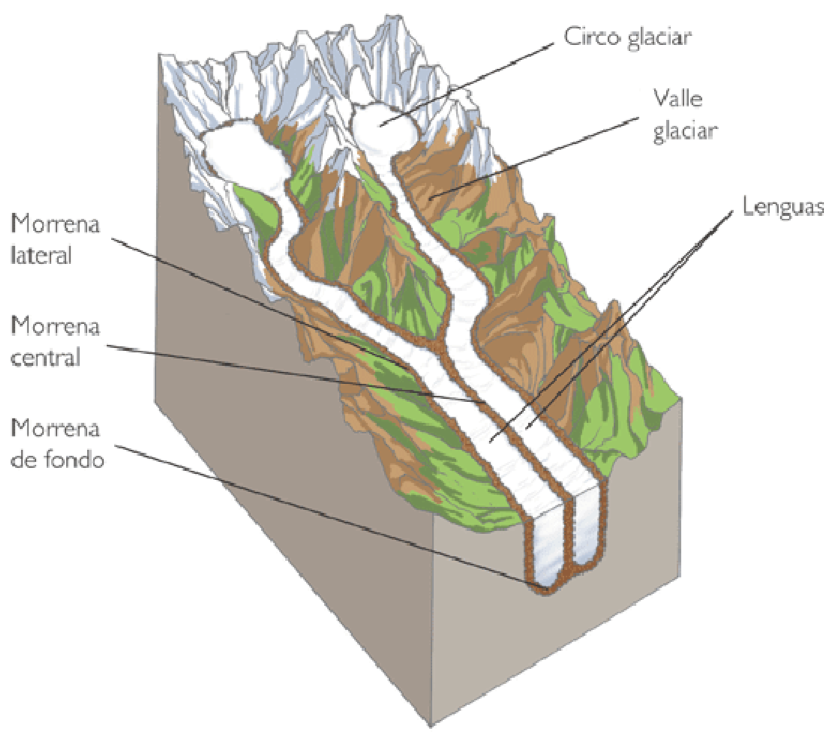 Circo glaciar
Valle
glaciar
Lenguas
Morrena
lateral
Morrena
central
Morrena
de fondo